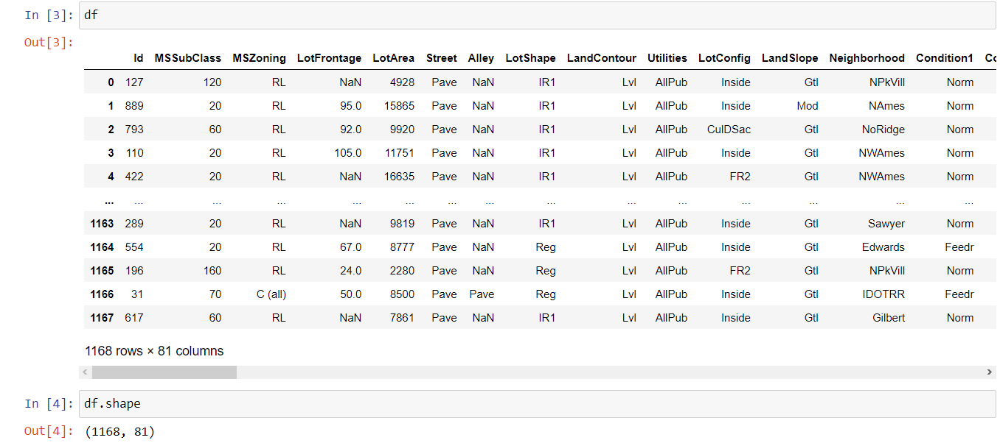 In [3]: df
Out[3]:
Id MSSubClass MSZoning LotFrontage LotArea Street Alley LotShape LandContour Utilities LotConfig LandSlope Neighborhood Condition1 Co
0 127 120 RL NaN 4928 Pave NaN IR1 Lvl AllPub Inside Gtl NPkVill Norm
1 889 20 RL 95.0 15865 Pave NaN IR1 Lvl AllPub Inside Mod NAmes Norm
2 793 60 RL 92.0 9920 Pave NaN IR1 Lvl AllPub CulDSac Gtl NoRidge Norm
3 110 20 RL 105.0 11751 Pave NaN IR1 Lvl AllPub Inside Gtl NWAmes Norm
4 422 20 RL NaN 16635 Pave NaN IR1 Lvl AllPub FR2 Gtl NWAmes Norm
... ... ... ... ... ... ... ... ... ... ... ... ... ... ...
1163 289 20 RL NaN 9819 Pave NaN IR1 Lvl AllPub Inside Gtl Sawyer Norm
1164 554 20 RL 67.0 8777 Pave NaN Reg Lvl AllPub Inside Gtl Edwards Feedr
1165 196 160 RL 24.0 2280 Pave NaN Reg Lvl AllPub FR2 Gtl NPkVill Norm
1166 31 70 C (all) 50.0 8500 Pave Pave Reg Lvl AllPub Inside Gtl IDOTRR Feedr
1167 617 60 RL NaN 7861 Pave NaN IR1 Lvl AllPub Inside Gtl Gilbert Norm
1168 rows × 81 columns
In [4]: df.shape
Out[4]: (1168, 81)